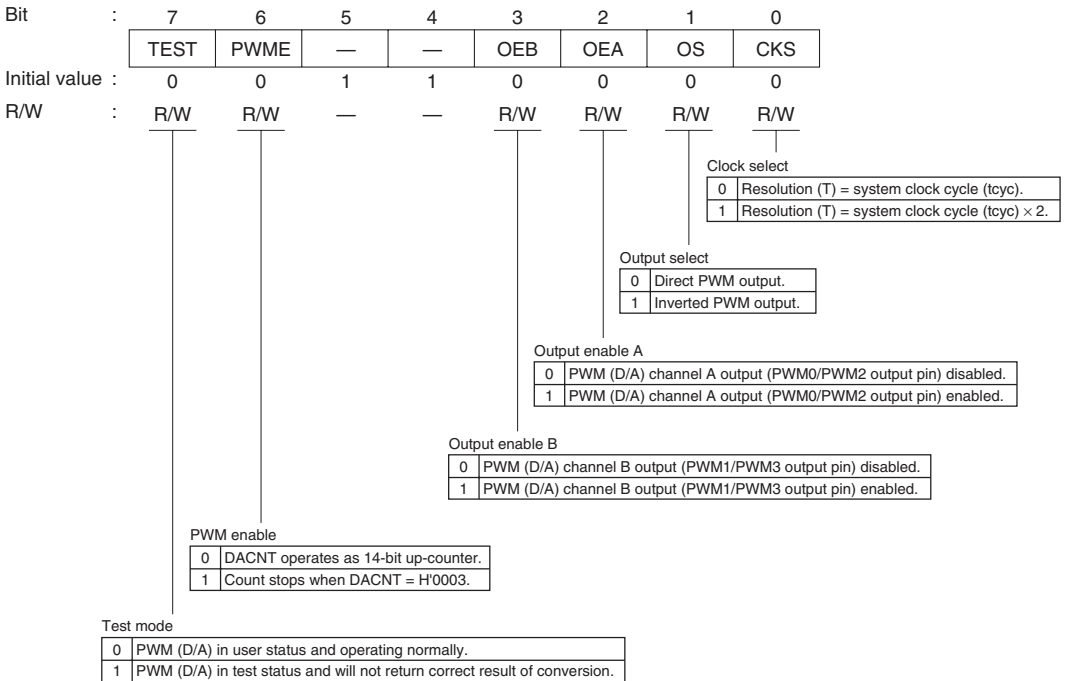 Bit : 7 6 5 4 3 2 1 0
TEST PWME — — OEB OEA OS CKS
Initial value : 0 0 1 1 0 0 0 0
R/W : R/W R/W — — R/W R/W R/W R/W
Clock select
0 Resolution (T) = system clock cycle (tcyc).
1 Resolution (T) = system clock cycle (tcyc) × 2.
Output select
0 Direct PWM output.
1 Inverted PWM output.
Output enable A
0 PWM (D/A) channel A output (PWM0/PWM2 output pin) disabled.
1 PWM (D/A) channel A output (PWM0/PWM2 output pin) enabled.
Output enable B
0 PWM (D/A) channel B output (PWM1/PWM3 output pin) disabled.
1 PWM (D/A) channel B output (PWM1/PWM3 output pin) enabled.
PWM enable
0 DACNT operates as 14-bit up-counter.
1 Count stops when DACNT = H'0003.
Test mode
0 PWM (D/A) in user status and operating normally.
1 PWM (D/A) in test status and will not return correct result of conversion.